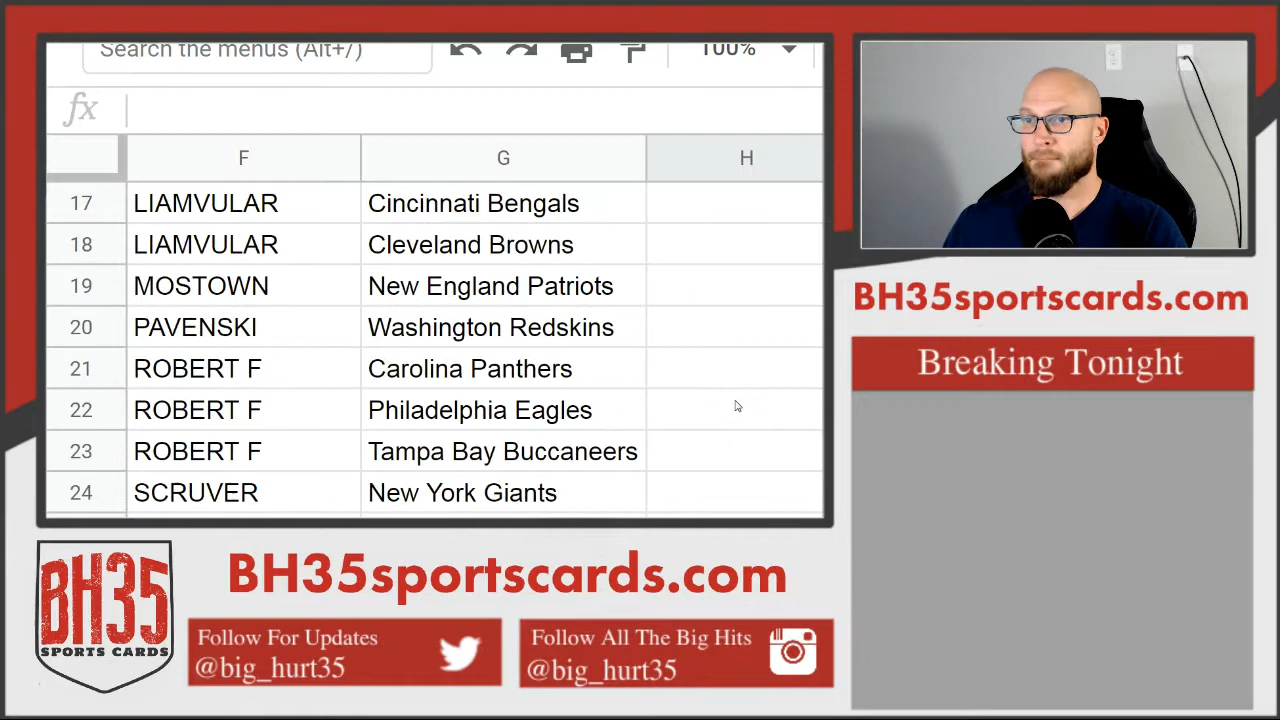 Search the menus (Alt+/)
100%
fx
F G H
17 LIAMVULAR Cincinnati Bengals
18 LIAMVULAR Cleveland Browns
19 MOSTOWN New England Patriots
20 PAVENSKI Washington Redskins
21 ROBERT F Carolina Panthers
22 ROBERT F Philadelphia Eagles
23 ROBERT F Tampa Bay Buccaneers
24 SCRUVER New York Giants
BH35sportscards.com
Breaking Tonight
BH35
SPORTS CARDS
BH35sportscards.com
Follow For Updates
@big_hurt35
Follow All The Big Hits
@big_hurt35